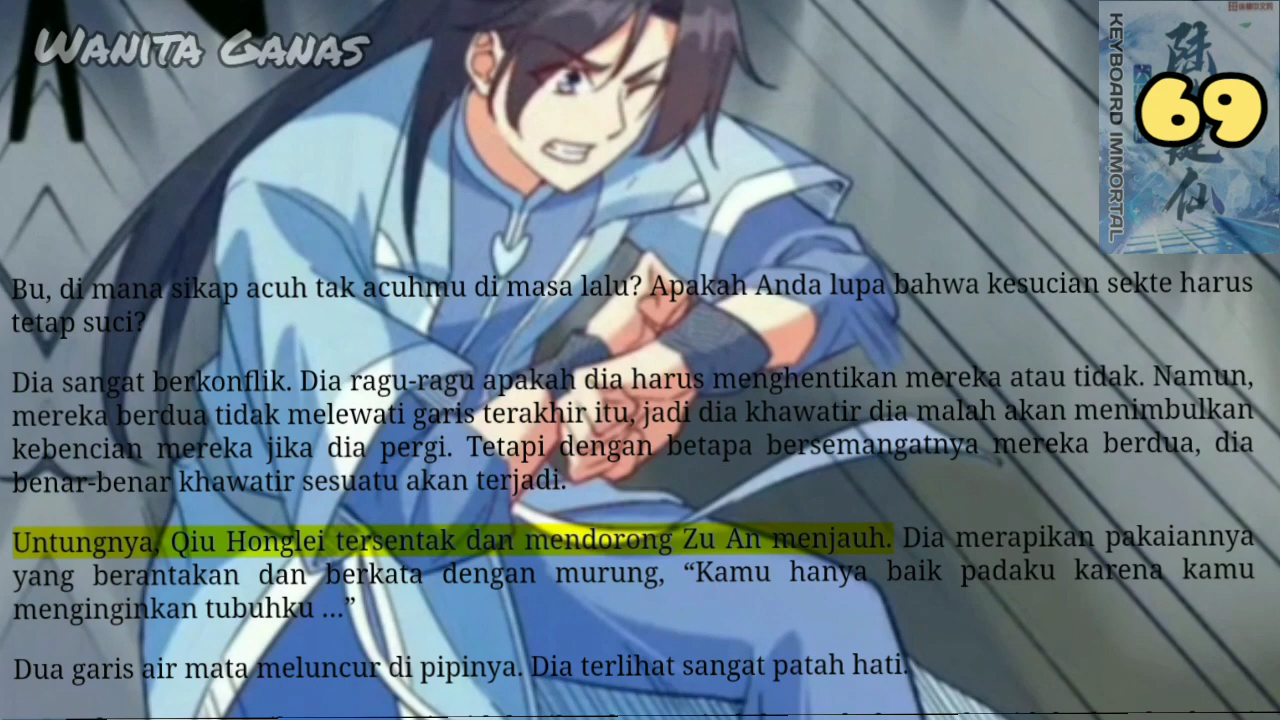 Wanita Ganas
KEYBOARD IMMORTAL
69
Bu, di mana sikap acuh tak acuhmu di masa lalu? Apakah Anda lupa bahwa kesucian sekte harus
tetap suci?
Dia sangat berkonflik. Dia ragu-ragu apakah dia harus menghentikan mereka atau tidak. Namun,
mereka berdua tidak melewati garis terakhir itu, jadi dia khawatir dia malah akan menimbulkan
kebencian mereka jika dia pergi. Tetapi dengan betapa bersemangatnya mereka berdua, dia
benar-benar khawatir sesuatu akan terjadi.
Untungnya, Qiu Honglei tersentak dan mendorong Zu An menjauh. Dia merapikan pakaiannya
yang berantakan dan berkata dengan murung, “Kamu hanya baik padaku karena kamu
menginginkan tubuhku …”
Dua garis air mata meluncur di pipinya. Dia terlihat sangat patah hati.